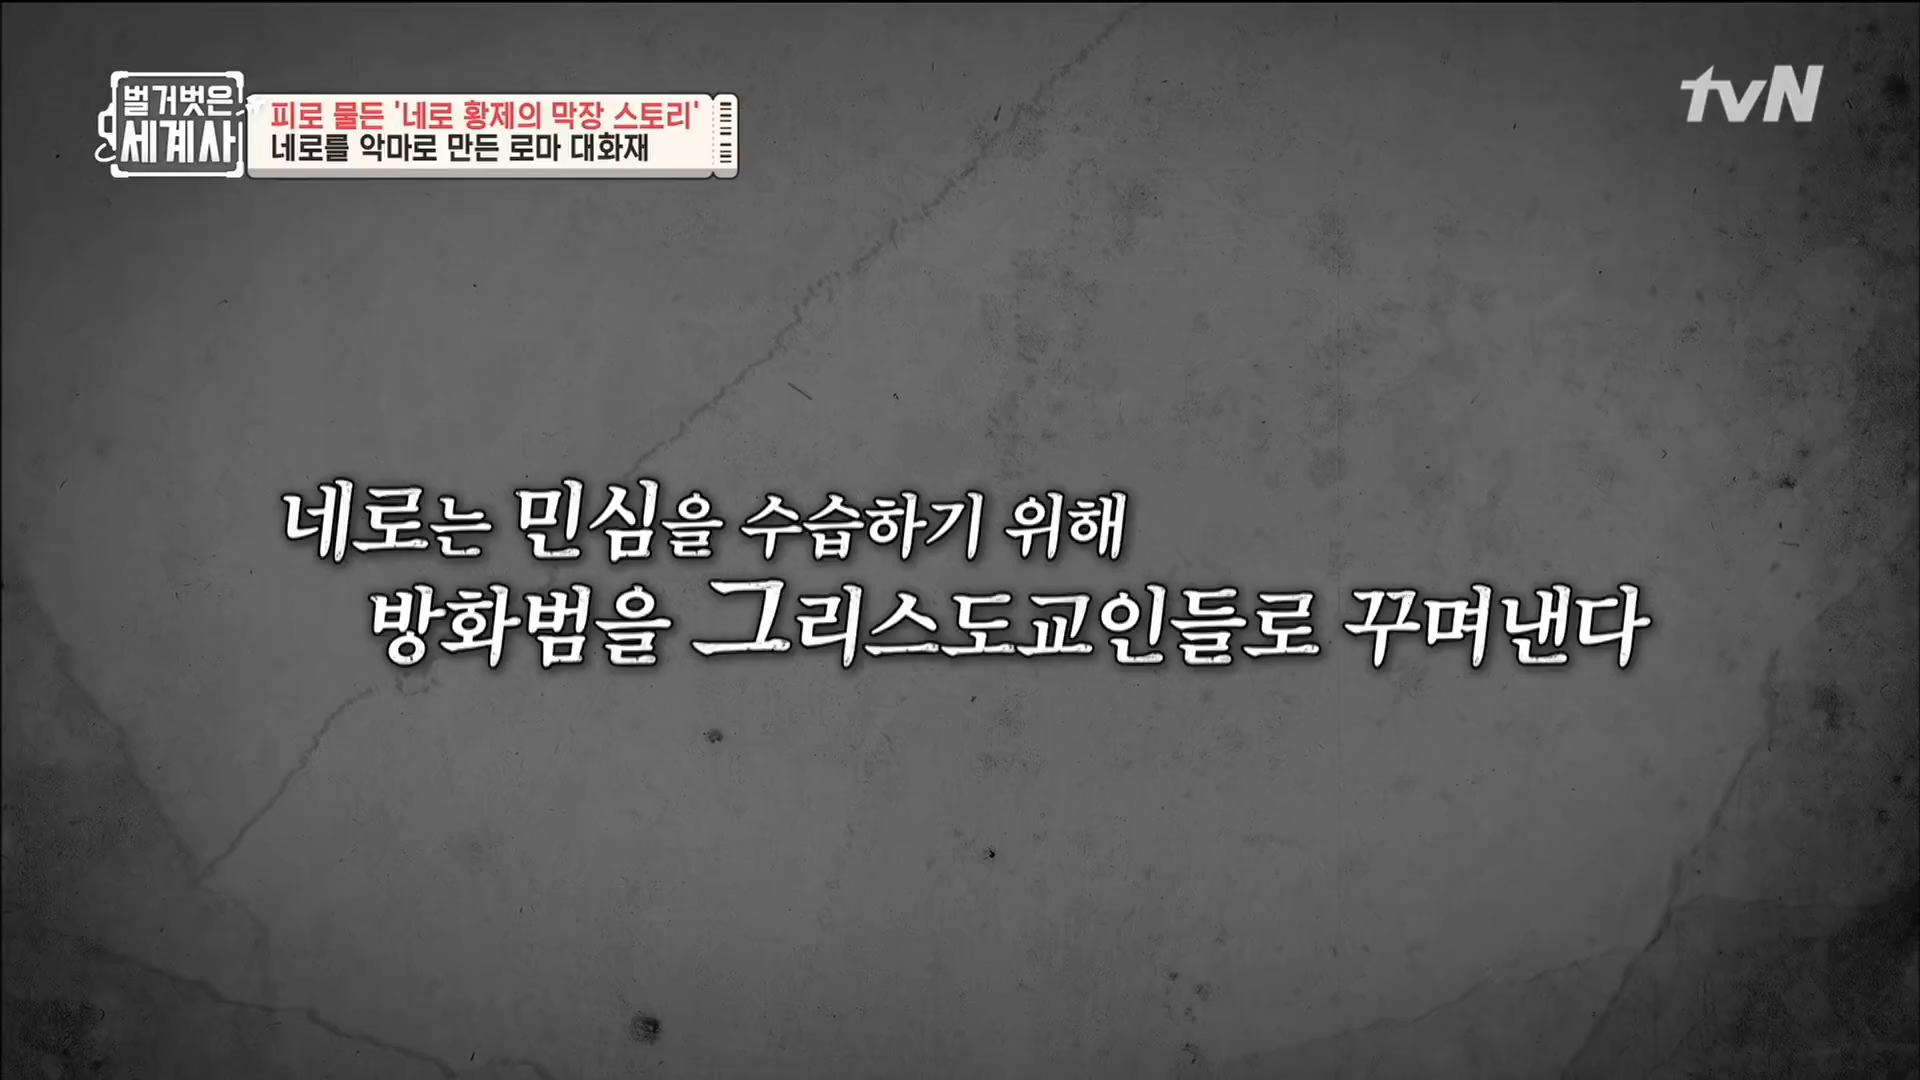 벌거벗은
세계사
피로 물든 '네로 황제의 막장 스토리'
네로를 악마로 만든 로마 대화재
tvN
네로는 민심을 수습하기 위해
방화범을 그리스도교인들로 꾸며낸다